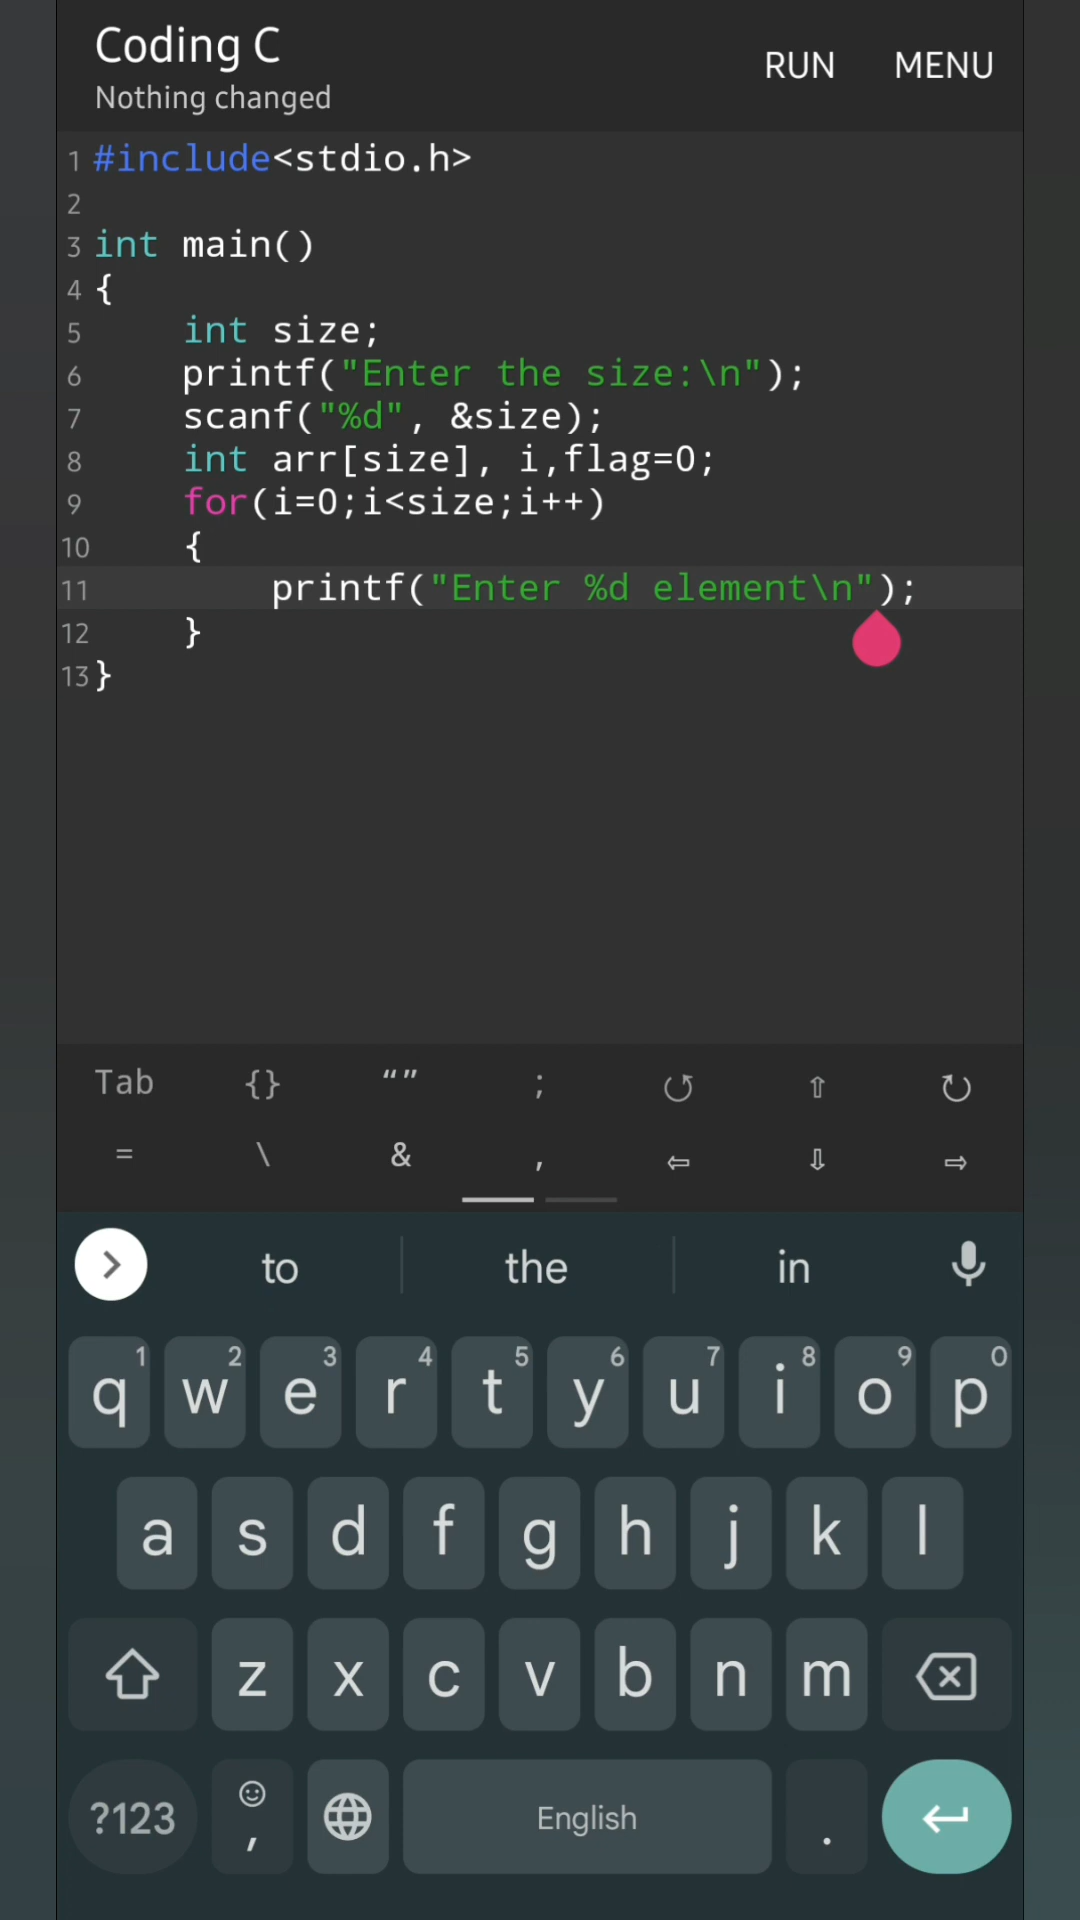 Coding C
Nothing changed
RUN MENU
1 #include<stdio.h>
2
3 int main()
4 {
5     int size;
6     printf("Enter the size:\n");
7     scanf("%d", &size);
8     int arr[size], i,flag=0;
9     for(i=0;i<size;i++)
10     {
11         printf("Enter %d element\n");
12     }
13 }
Tab {} “” ; ↺ ⇧ ↻
= \ & , ⇦ ⇩ ⇨
to the in
q 1 w 2 e 3 r 4 t 5 y 6 u 7 i 8 o 9 p 0
a s d f g h j k l
z x c v b n m
?123 , English .